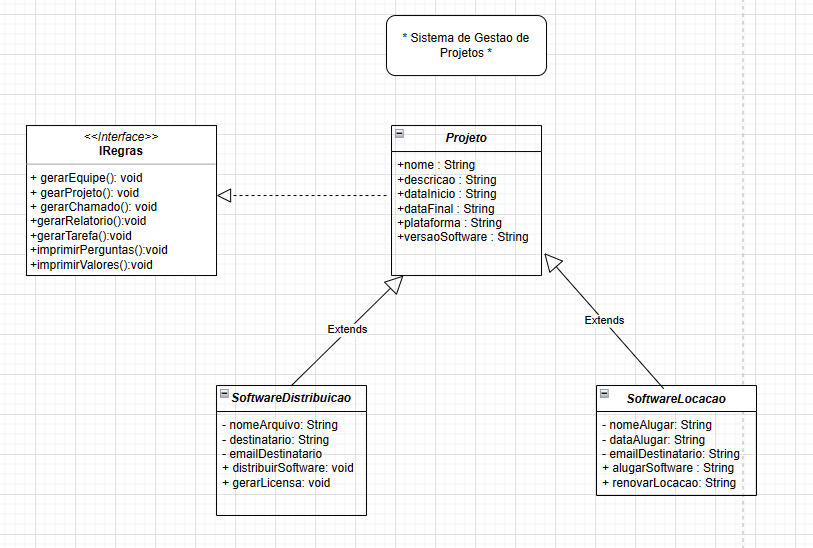 * Sistema de Gestao de
Projetos *
<<Interface>>
IRegras
+ gerarEquipe(): void
+ gearProjeto(): void
+ gerarChamado(): void
+gerarRelatorio():void
+gerarTarefa():void
+imprimirPerguntas():void
+imprimirValores():void
Projeto
+nome : String
+descricao : String
+dataInicio : String
+dataFinal : String
+plataforma : String
+versaoSoftware : String
Extends
Extends
SoftwareDistribuicao
- nomeArquivo: String
- destinatario: String
- emailDestinatario
+ distribuirSoftware: void
+ gerarLicensa: void
SoftwareLocacao
- nomeAlugar: String
- dataAlugar: String
- emailDestinatario: String
+ alugarSoftware : String
+ renovarLocacao: String